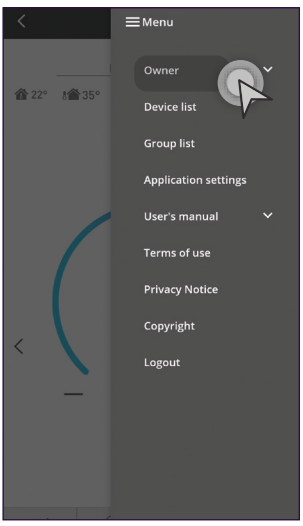 Menu
Owner
22° 35°
Device list
Group list
Application settings
User's manual
Terms of use
Privacy Notice
Copyright
Logout